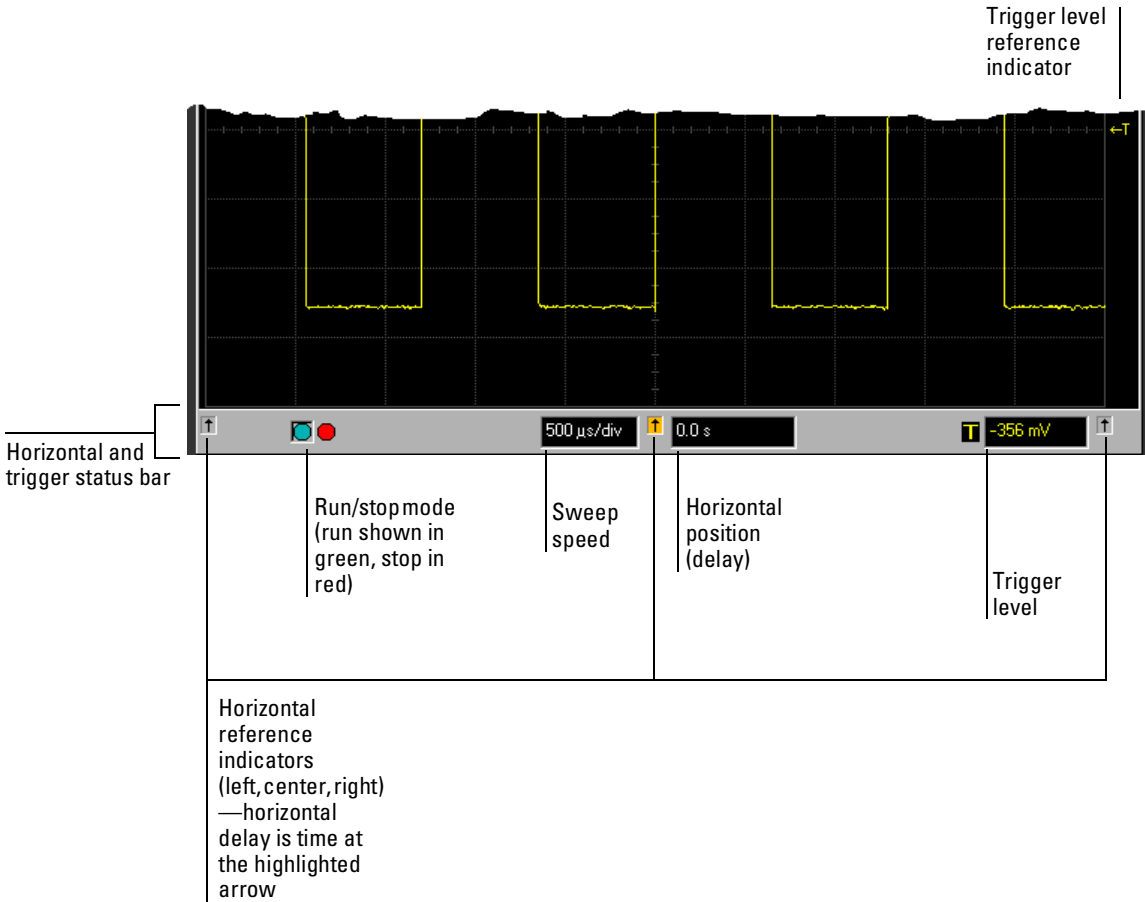 Trigger level
reference
indicator
←T
500 µs/div
0.0 s
T
-356 mV
Horizontal and
trigger status bar
Run/stop mode
(run shown in
green, stop in
red)
Sweep
speed
Horizontal
position
(delay)
Trigger
level
Horizontal
reference
indicators
(left, center, right)
—horizontal
delay is time at
the highlighted
arrow